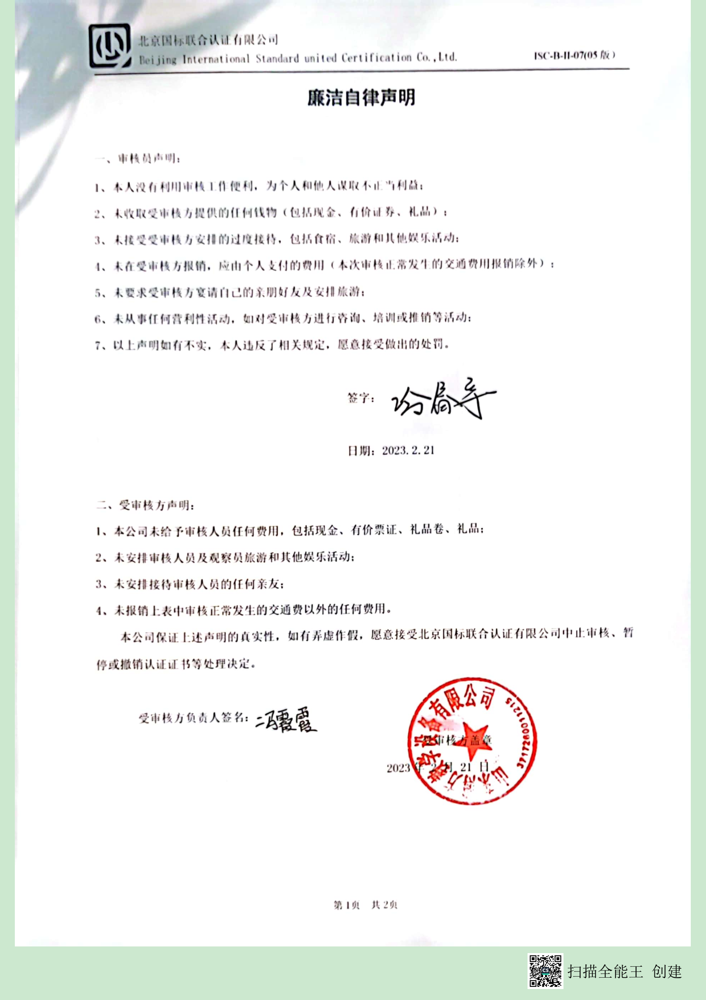 北京国标联合认证有限公司
Beijing International Standard united Certification Co.,Ltd.
ISC-B-II-07(05版)
廉洁自律声明
一、审核员声明：
1、本人没有利用审核工作便利，为个人和他人谋取不正当利益；
2、未收取受审核方提供的任何钱物（包括现金、有价证券、礼品）；
3、未接受受审核方安排的过度接待，包括食宿、旅游和其他娱乐活动；
4、未在受审核方报销，应由个人支付的费用（本次审核正常发生的交通费用报销除外）；
5、未要求受审核方宴请自己的亲朋好友及安排旅游；
6、未从事任何营利性活动，如对受审核方进行咨询、培训或推销等活动；
7、以上声明如有不实，本人违反了相关规定，愿意接受做出的处罚。
签字：
日期：2023.2.21
二、受审核方声明：
1、本公司未给予审核人员任何费用，包括现金、有价票证、礼品卷、礼品；
2、未安排审核人员及观察员旅游和其他娱乐活动；
3、未安排接待审核人员的任何亲友；
4、未报销上表中审核正常发生的交通费以外的任何费用。
本公司保证上述声明的真实性，如有弄虚作假，愿意接受北京国标联合认证有限公司中止审核、暂
停或撤销认证证书等处理决定。
受审核方负责人签名：冯霞霞
受审核方盖章
2023年 2月 21 日
设备有限公司
3717280011215
第1页 共2页
扫描全能王 创建